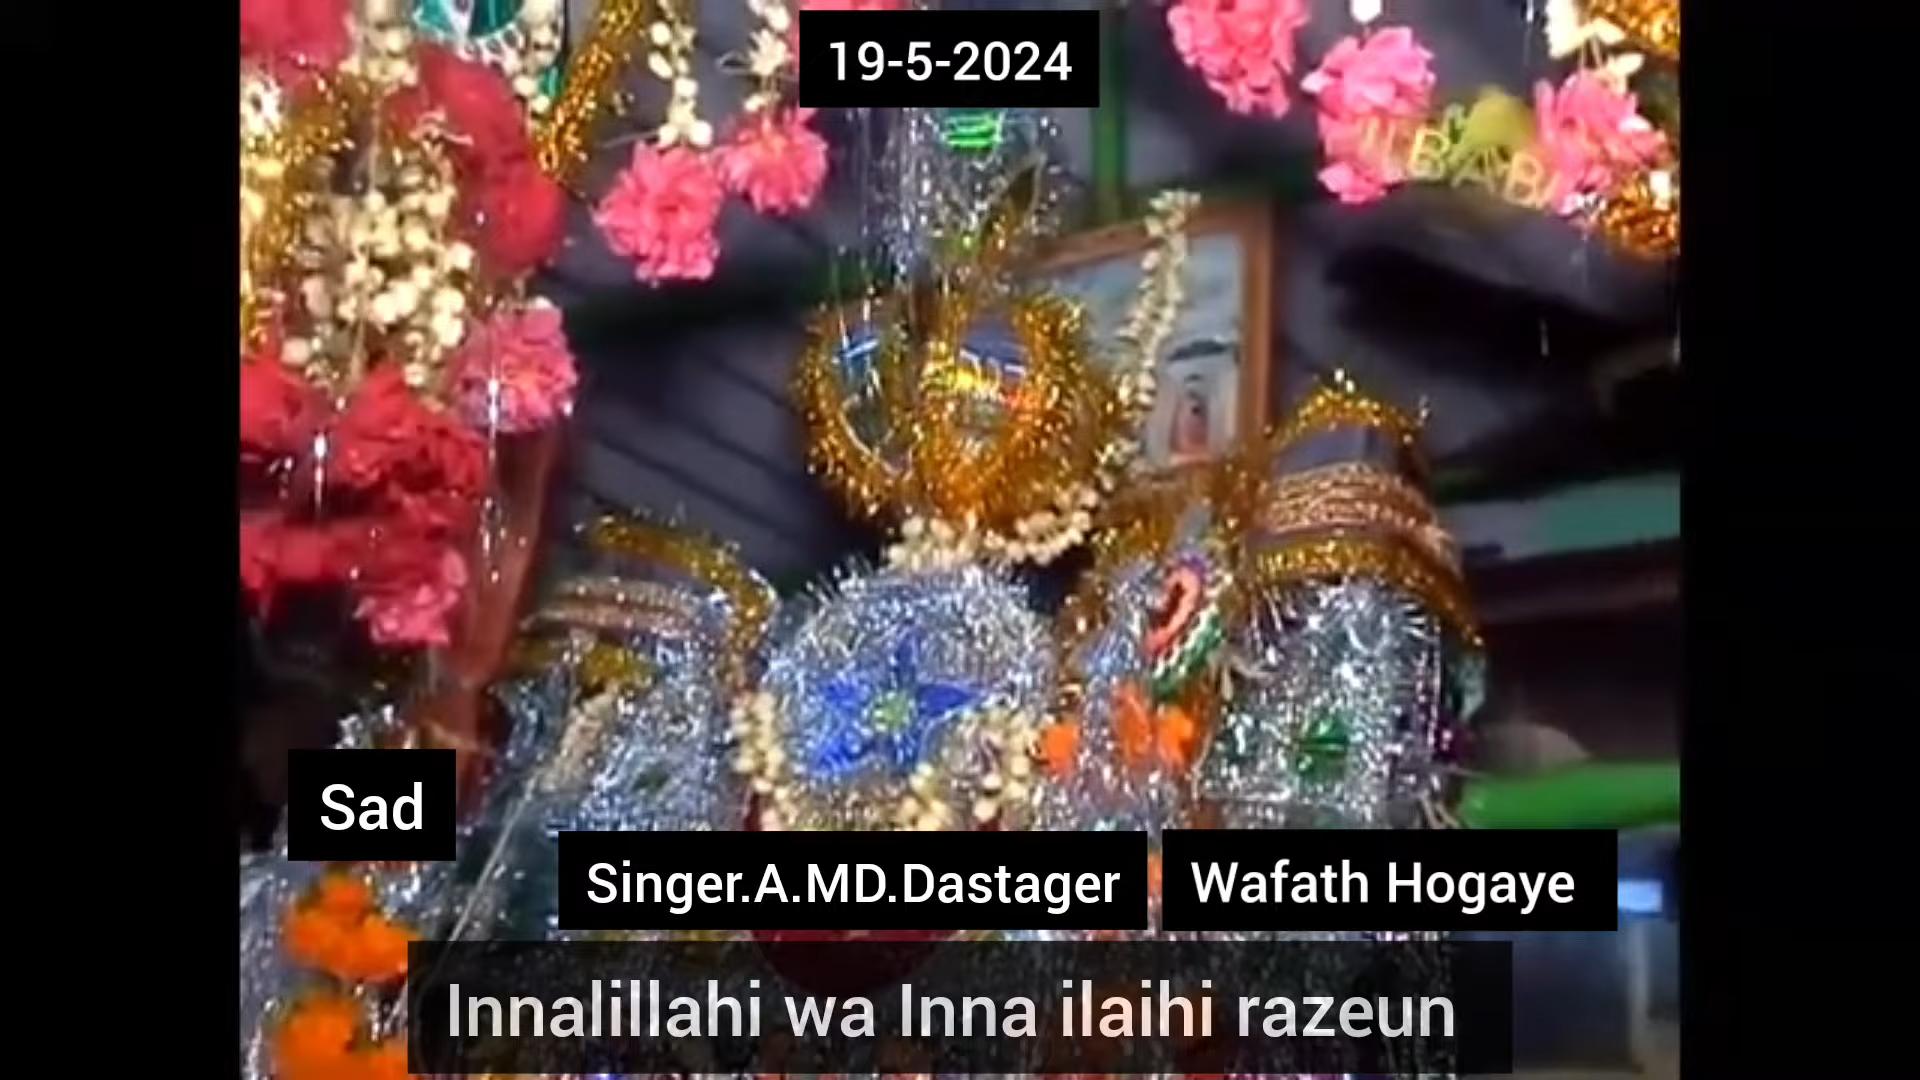 19-5-2024
Sad
Singer.A.MD.Dastager
Wafath Hogaye
Innalillahi wa Inna ilaihi razeun